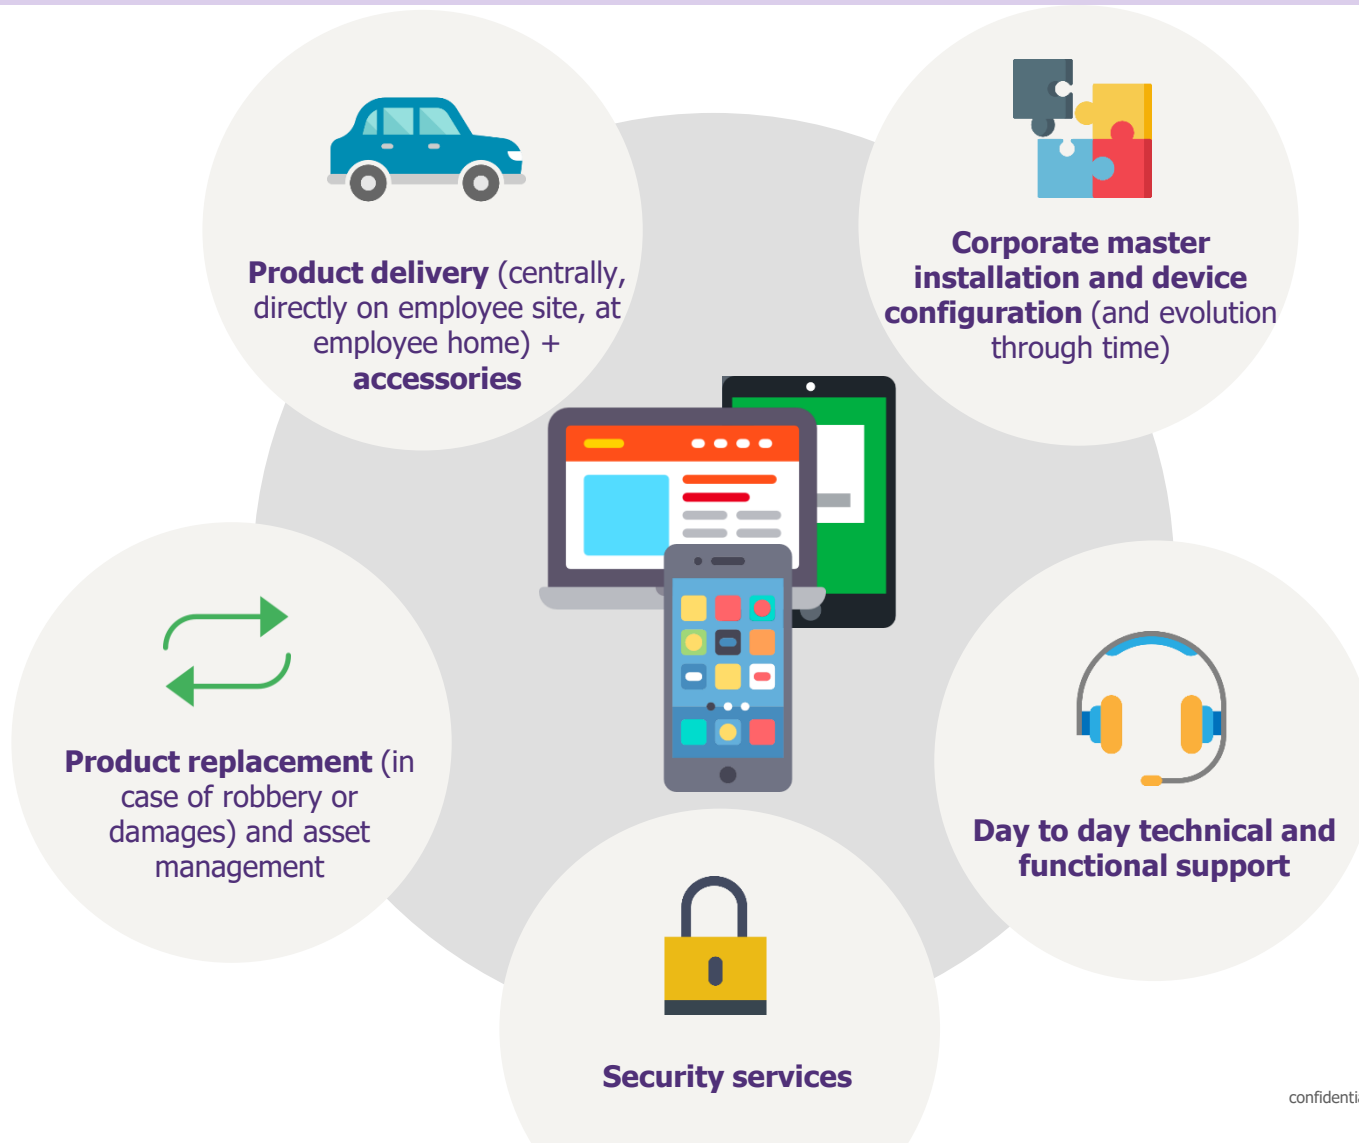 Product delivery (centrally,
directly on employee site, at
employee home) +
accessories
Corporate master
installation and device
configuration (and evolution
through time)
Product replacement (in
case of robbery or
damages) and asset
management
Day to day technical and
functional support
Security services
confidentia